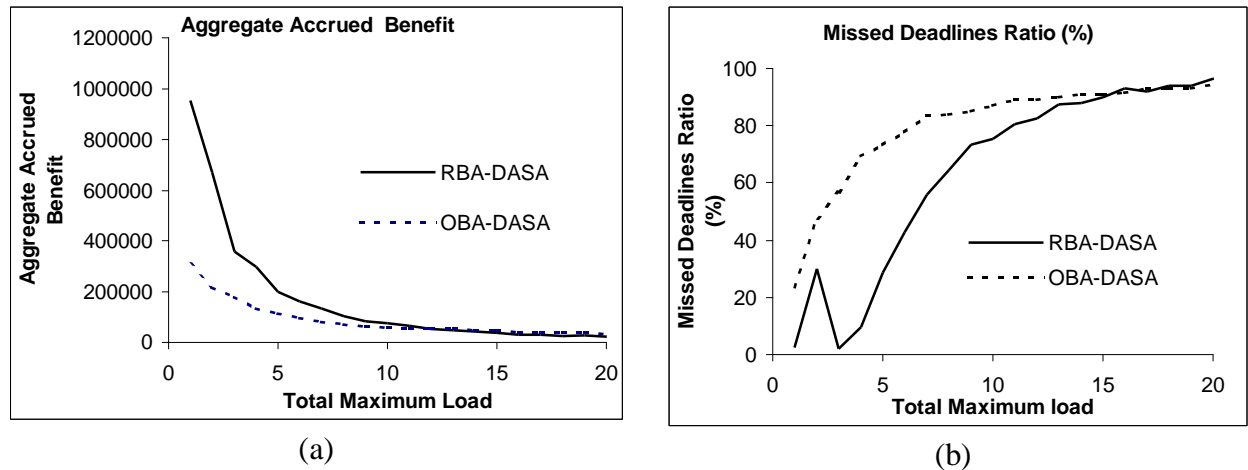 Aggregate Accrued Benefit
Aggregate Accrued
Benefit
1200000
1000000
800000
600000
400000
200000
0
RBA-DASA
OBA-DASA
0 5 10 15 20
Total Maximum Load
(a)
Missed Deadlines Ratio (%)
Missed Deadlines Ratio
(%)
100
80
60
40
20
0
RBA-DASA
OBA-DASA
0 5 10 15 20
Total Maximum load
(b)